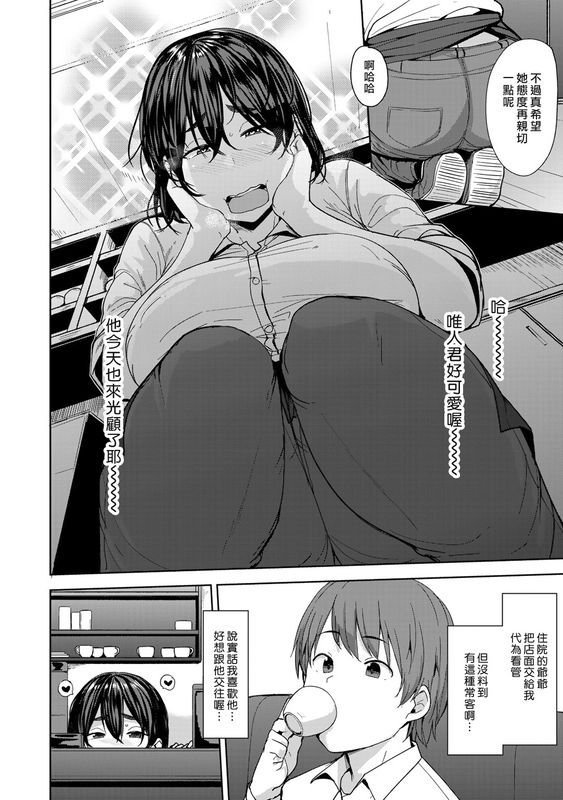 不過真希望
她態度再親切
一點呢
啊哈哈
哈～～～～～
唯人君好可愛喔～～～～～
他今天也來光顧了耶～～～～～
住院的爺爺
把店面交給我
代為看管
但沒料到
有這種常客啊…
說實話我喜歡他…
好想跟他交往喔…